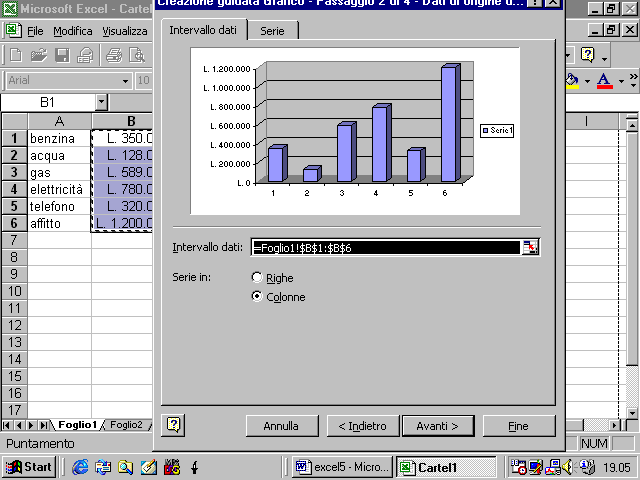 Microsoft Excel - Cartel
Creazione guidata Grafico - Passaggio 2 di 4 - Dati di origine d...
File Modifica Visualizza
Intervallo dati Serie
Arial 10
B1
A B I
1 benzina L. 350.0
2 acqua L. 128.0
3 gas L. 589.0
4 elettricità L. 780.0
5 telefono L. 320.0
6 affitto L. 1.200.00
7
8
9
10
11
12
13
14
15
16
17
L. 1.200.000
L. 1.000.000
L. 800.000
L. 600.000
L. 400.000
L. 200.000
L. 0
1 2 3 4 5 6
Serie1
Intervallo dati: =Foglio1!$B$1:$B$6
Serie in: Righe
Colonne
Annulla < Indietro Avanti > Fine
Foglio1 Foglio2
Puntamento NUM
Start excel5 - Micro... Cartel1 19.05